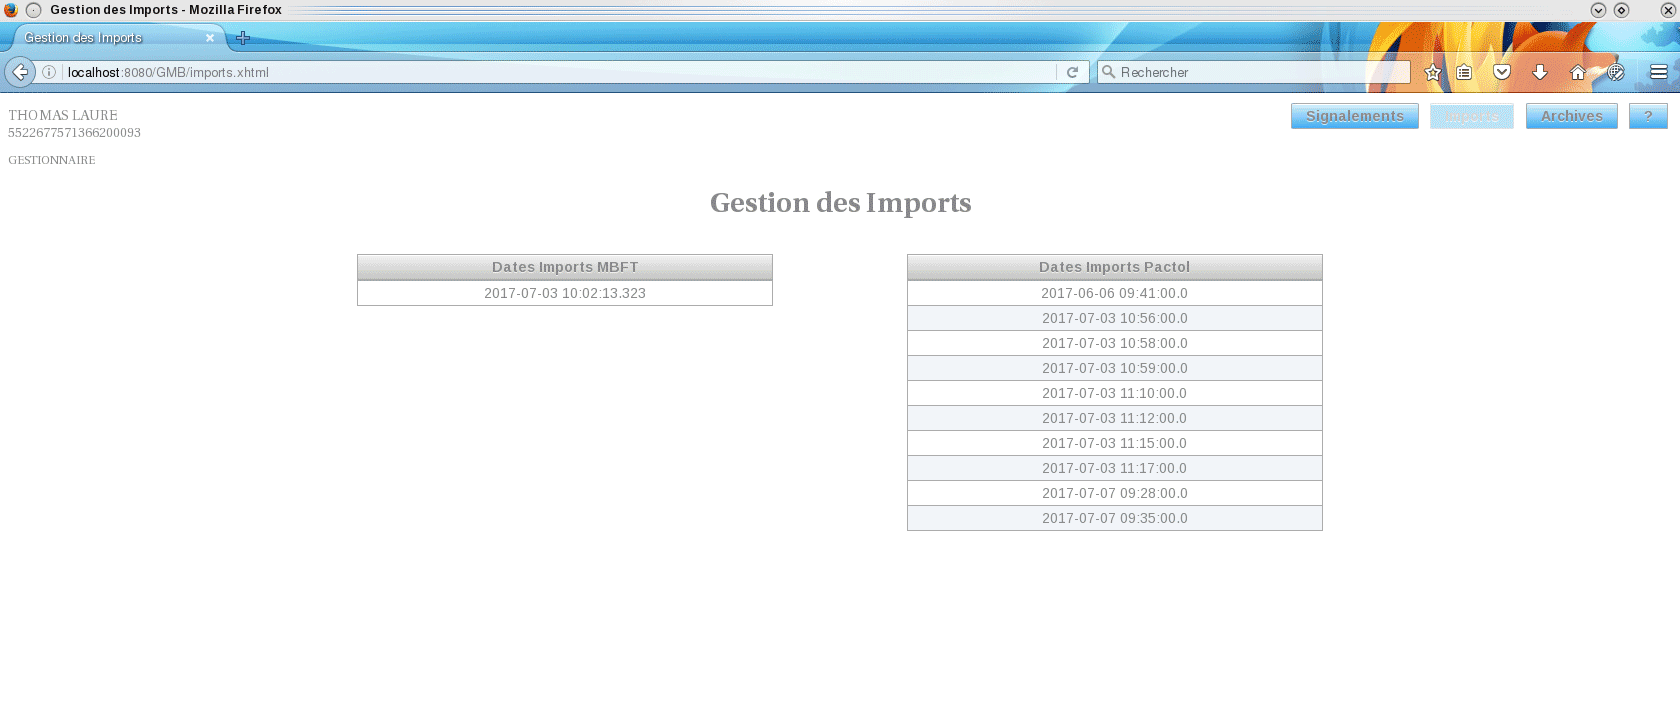 Gestion des Imports - Mozilla Firefox
Gestion des Imports
localhost:8080/GMB/imports.xhtml
Rechercher
THOMAS LAURE
5522677571366200093
GESTIONNAIRE
Signalements
Imports
Archives
?
Gestion des Imports
Dates Imports MBFT
2017-07-03 10:02:13.323
Dates Imports Pactol
2017-06-06 09:41:00.0
2017-07-03 10:56:00.0
2017-07-03 10:58:00.0
2017-07-03 10:59:00.0
2017-07-03 11:10:00.0
2017-07-03 11:12:00.0
2017-07-03 11:15:00.0
2017-07-03 11:17:00.0
2017-07-07 09:28:00.0
2017-07-07 09:35:00.0